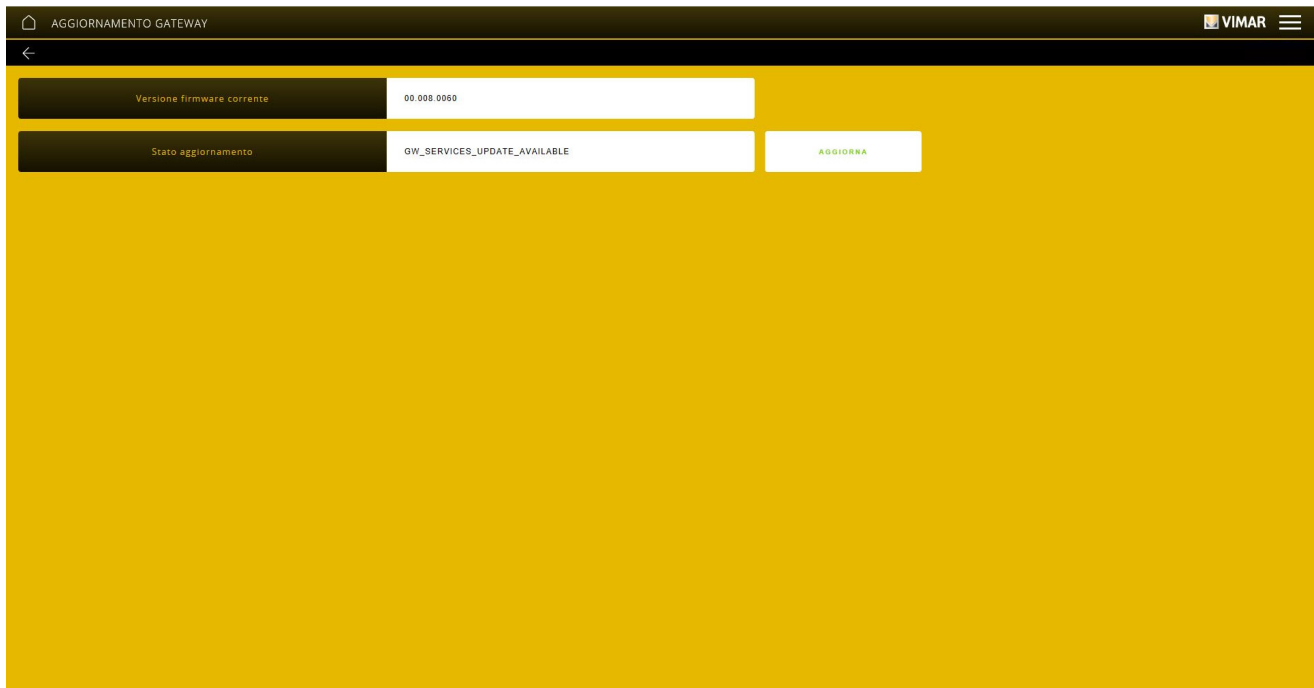 AGGIORNAMENTO GATEWAY
VIMAR
Versione firmware corrente
00.008.0060
Stato aggiornamento
GW_SERVICES_UPDATE_AVAILABLE
AGGIORNA